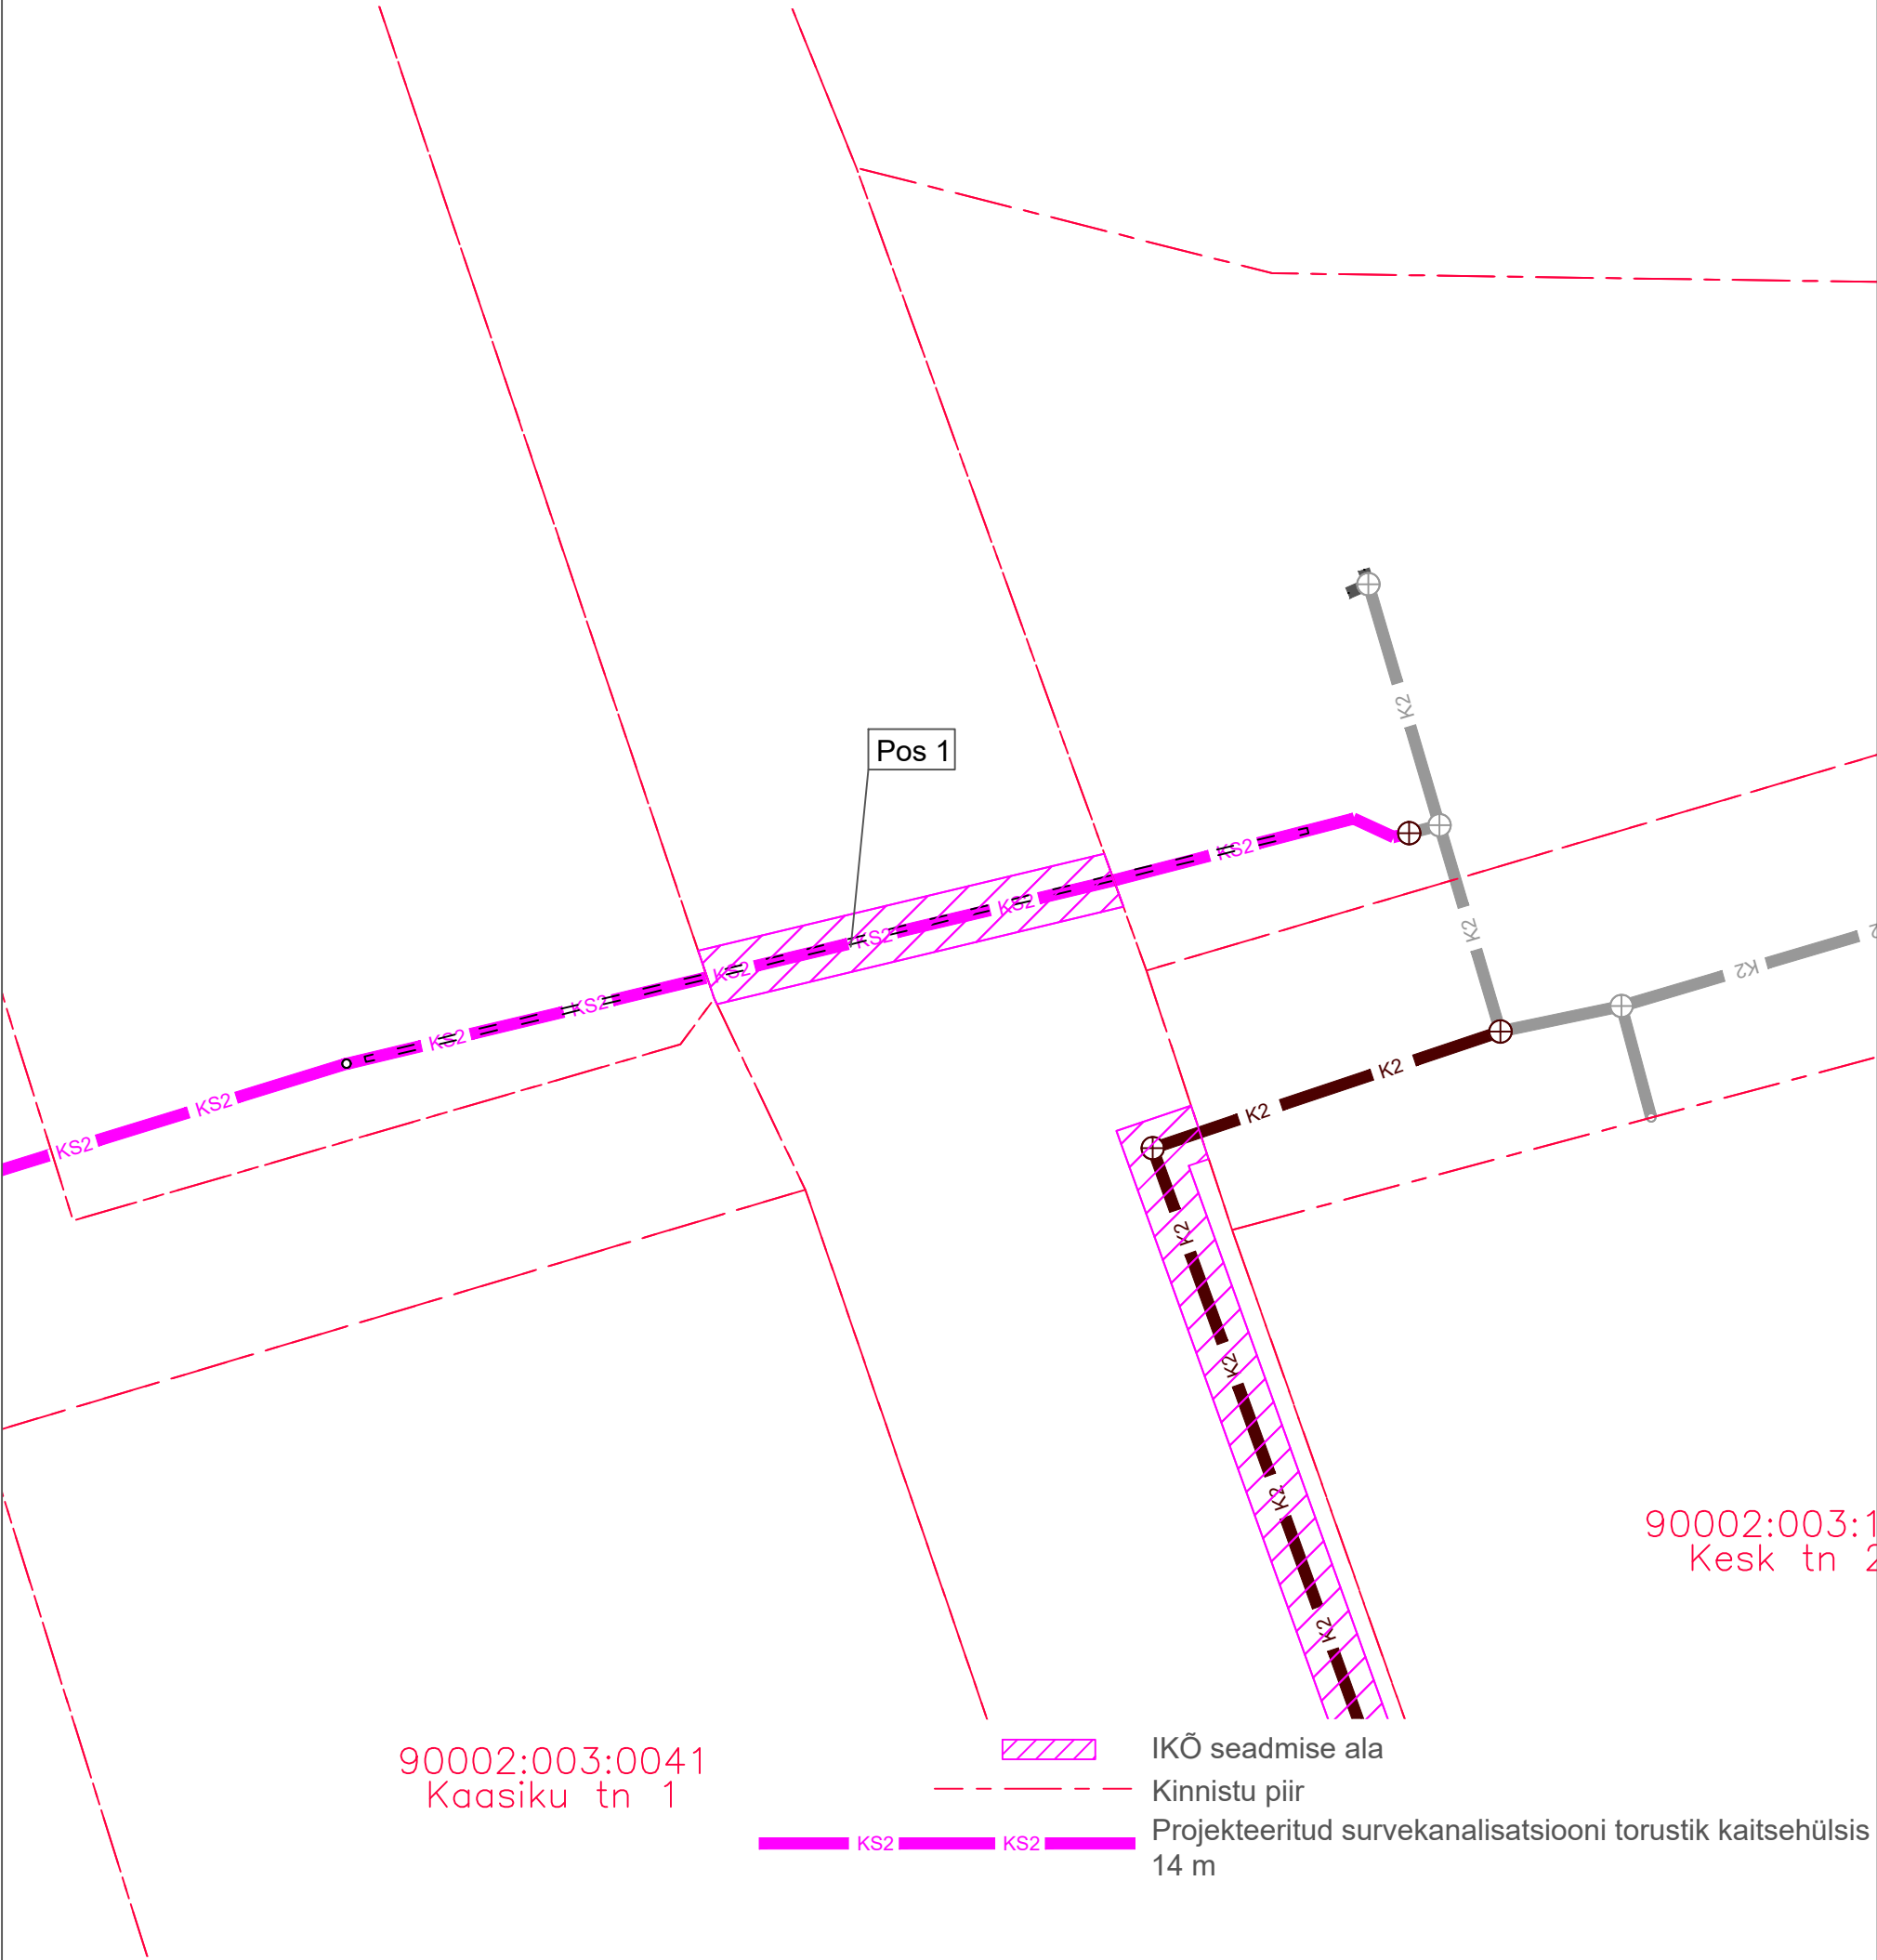 Pos 1
K2
KS2
K2
KS2
KS2
K2
KS2
KS2
KS2
K2
KS2
K2
KS2
K2
K2
K2
90002:003:1
K2
Kesk tn 2
K2
90002:003:0041
Kaasiku tn 1
IKÕ seadmise ala
Kinnistu piir
KS2 KS2 Projekteeritud survekanalisatsiooni torustik kaitsehülsis
14 m